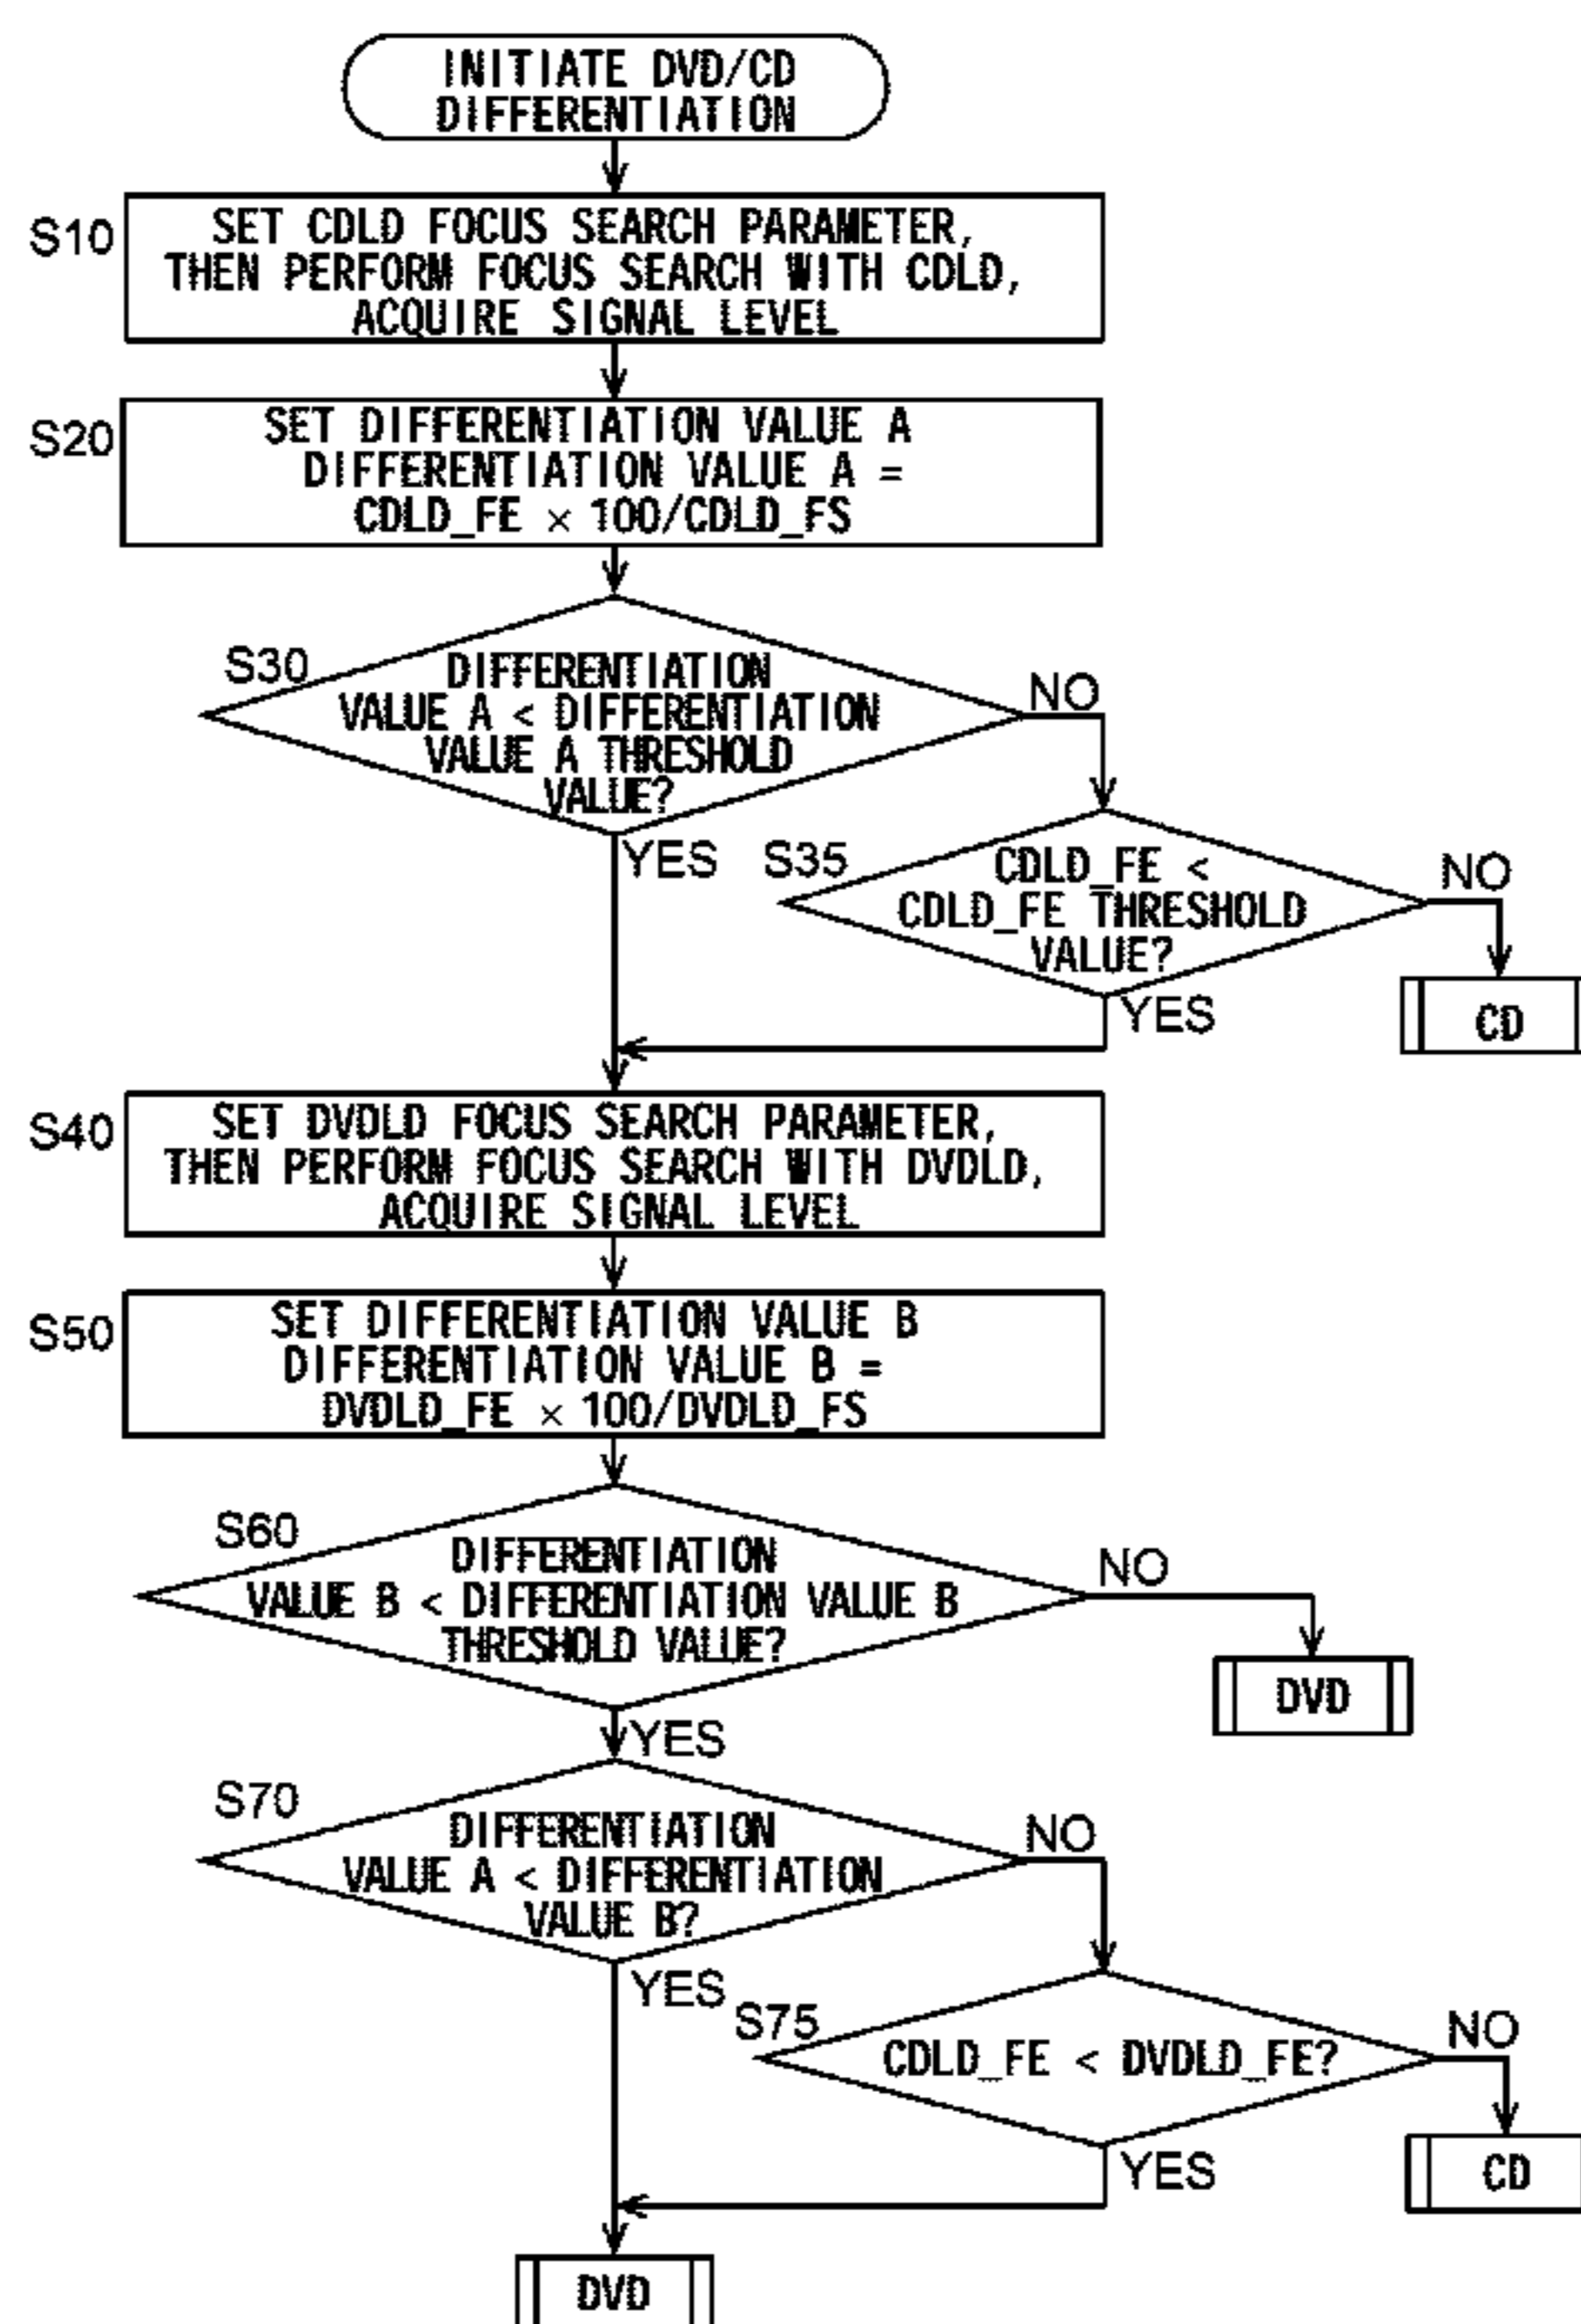 INITIATE DVD/CD
DIFFERENTIATION
S10
SET CDLD FOCUS SEARCH PARAMETER,
THEN PERFORM FOCUS SEARCH WITH CDLD,
ACQUIRE SIGNAL LEVEL
S20
SET DIFFERENTIATION VALUE A
DIFFERENTIATION VALUE A =
CDLD_FE × 100/CDLD_FS
S30
DIFFERENTIATION
VALUE A < DIFFERENTIATION
VALUE A THRESHOLD
VALUE?
NO
YES
S35
CDLD_FE <
CDLD_FE THRESHOLD
VALUE?
NO
YES
CD
S40
SET DVDLD FOCUS SEARCH PARAMETER,
THEN PERFORM FOCUS SEARCH WITH DVDLD,
ACQUIRE SIGNAL LEVEL
S50
SET DIFFERENTIATION VALUE B
DIFFERENTIATION VALUE B =
DVDLD_FE × 100/DVDLD_FS
S60
DIFFERENTIATION
VALUE B < DIFFERENTIATION VALUE B
THRESHOLD VALUE?
NO
DVD
YES
S70
DIFFERENTIATION
VALUE A < DIFFERENTIATION
VALUE B?
NO
YES
S75
CDLD_FE < DVDLD_FE?
NO
YES
CD
DVD